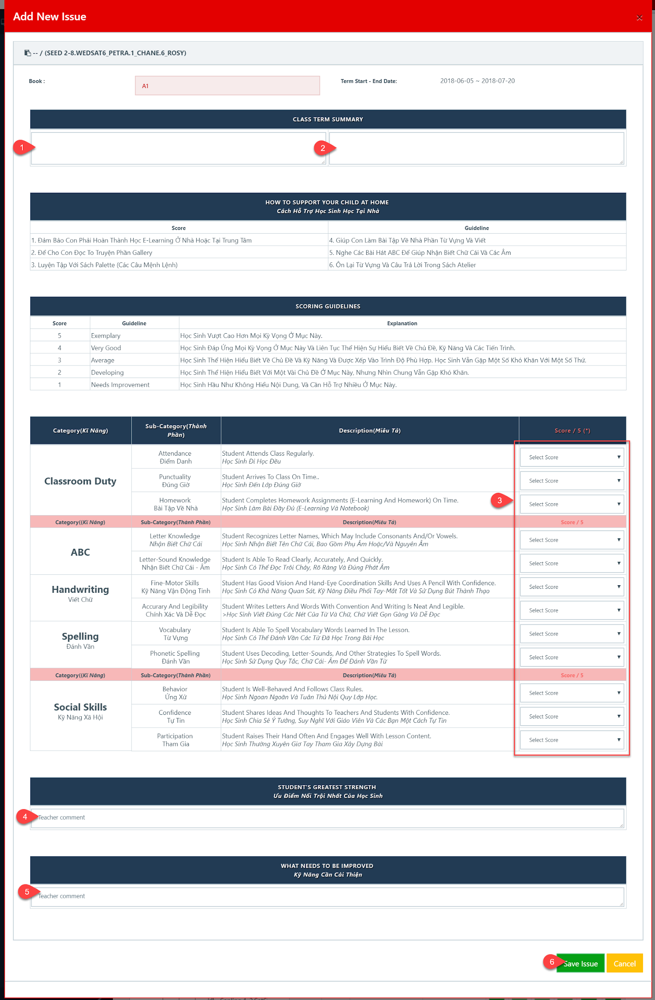 Add New Issue
×
-- / (SEED 2-8.WEDSAT6_PETRA.1_CHANE.6_ROSY)
Book :
A1
Term Start - End Date:
2018-06-05 ~ 2018-07-20
CLASS TERM SUMMARY
1
2
HOW TO SUPPORT YOUR CHILD AT HOME
Cách Hỗ Trợ Học Sinh Học Tại Nhà
Score
Guideline
1. Đảm Bảo Con Phải Hoàn Thành Học E-Learning Ở Nhà Hoặc Tại Trung Tâm
4. Giúp Con Làm Bài Tập Về Nhà Phần Từ Vựng Và Viết
2. Để Cho Con Đọc To Truyện Phần Gallery
5. Nghe Các Bài Hát ABC Để Giúp Nhận Biết Chữ Cái Và Các Âm
3. Luyện Tập Với Sách Palette (Các Câu Mệnh Lệnh)
6. Ôn Lại Từ Vựng Và Câu Trả Lời Trong Sách Atelier
SCORING GUIDELINES
Score
Guideline
Explanation
5
Exemplary
Học Sinh Vượt Cao Hơn Mọi Kỳ Vọng Ở Mục Này.
4
Very Good
Học Sinh Đáp Ứng Mọi Kỳ Vọng Ở Mục Này Và Liên Tục Thể Hiện Sự Hiểu Biết Về Chủ Đề, Kỹ Năng Và Các Tiến Trình.
3
Average
Học Sinh Thể Hiện Hiểu Biết Về Chủ Đề Và Kỹ Năng Và Được Xếp Vào Trình Độ Phù Hợp. Học Sinh Vẫn Gặp Một Số Khó Khăn Với Một Số Thứ.
2
Developing
Học Sinh Thể Hiện Hiểu Biết Với Một Vài Chủ Đề Ở Mục Này, Nhưng Nhìn Chung Vẫn Gặp Khó Khăn.
1
Needs Improvement
Học Sinh Hầu Như Không Hiểu Nội Dung, Và Cần Hỗ Trợ Nhiều Ở Mục Này.
Category(Kĩ Năng)
Sub-Category(Thành
Phần)
Description(Miêu Tả)
Score / 5 (*)
Classroom Duty
Attendance
Điểm Danh
Student Attends Class Regularly.
Học Sinh Đi Học Đều
Select Score
Punctuality
Đúng Giờ
Student Arrives To Class On Time..
Học Sinh Đến Lớp Đúng Giờ
Select Score
Homework
Bài Tập Về Nhà
Student Completes Homework Assignments (E-Learning And Homework) On Time.
Học Sinh Làm Bài Đầy Đủ (E-Learning Và Notebook)
3
Select Score
Category((Kĩ Năng)
Sub-Category(Thành Phần)
Description(Miêu Tả)
Score / 5
ABC
Letter Knowledge
Nhận Biết Chữ Cái
Student Recognizes Letter Names, Which May Include Consonants And/Or Vowels.
Học Sinh Nhận Biết Tên Chữ Cái, Bao Gồm Phụ Âm Hoặc/Và Nguyên Âm
Select Score
Letter-Sound Knowledge
Nhận Biết Chữ Cái - Âm
Student Is Able To Read Clearly, Accurately, And Quickly.
Học Sinh Có Thể Đọc Trôi Chảy, Rõ Ràng Và Đúng Phát Âm
Select Score
Handwriting
Viết Chữ
Fine-Motor Skills
Kỹ Năng Vận Động Tinh
Student Has Good Vision And Hand-Eye Coordination Skills And Uses A Pencil With Confidence.
Học Sinh Có Khả Năng Quan Sát, Kỹ Năng Điều Phối Tay-Mắt Tốt Và Sử Dụng Bút Thành Thạo
Select Score
Accurary And Legibility
Chính Xác Và Dễ Đọc
Student Writes Letters And Words With Convention And Writing Is Neat And Legible.
>Học Sinh Viết Đúng Các Nét Của Từ Và Chữ, Chữ Viết Gọn Gàng Và Dễ Đọc
Select Score
Spelling
Đánh Vần
Vocabulary
Từ Vựng
Student Is Able To Spell Vocabulary Words Learned In The Lesson.
Học Sinh Có Thể Đánh Vần Các Từ Đã Học Trong Bài Học
Select Score
Phonetic Spelling
Đánh Vần
Student Uses Decoding, Letter-Sounds, And Other Strategies To Spell Words.
Học Sinh Sử Dụng Quy Tắc, Chữ Cái- Âm Để Đánh Vần Từ
Select Score
Category((Kĩ Năng)
Sub-Category(Thành Phần)
Description(Miêu Tả)
Score / 5
Social Skills
Kỹ Năng Xã Hội
Behavior
Ứng Xử
Student Is Well-Behaved And Follows Class Rules.
Học Sinh Ngoan Ngoãn Và Tuân Thủ Nội Quy Lớp Học.
Select Score
Confidence
Tự Tin
Student Shares Ideas And Thoughts To Teachers And Students With Confidence.
Học Sinh Chia Sẻ Ý Tưởng, Suy Nghĩ Với Giáo Viên Và Các Bạn Một Cách Tự Tin
Select Score
Participation
Tham Gia
Student Raises Their Hand Often And Engages Well With Lesson Content.
Học Sinh Thường Xuyên Giơ Tay Tham Gia Xây Dựng Bài
Select Score
STUDENT'S GREATEST STRENGTH
Ưu Điểm Nổi Trội Nhất Của Học Sinh
4
Teacher comment
WHAT NEEDS TO BE IMPROVED
Kỹ Năng Cần Cải Thiện
5
Teacher comment
6
Save Issue
Cancel